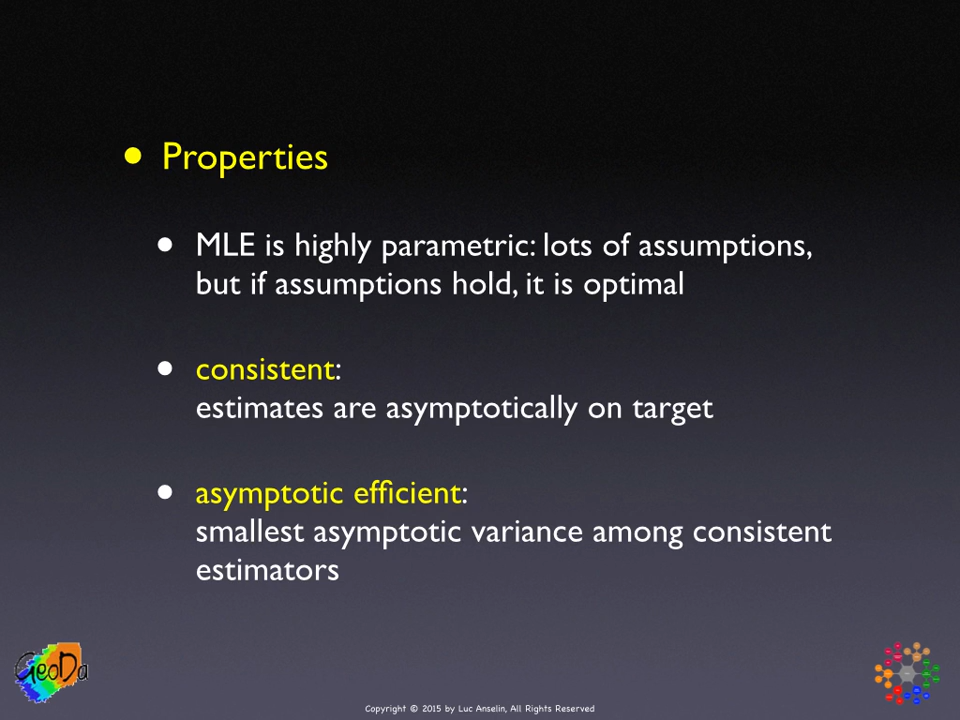 • Properties
• MLE is highly parametric: lots of assumptions,
but if assumptions hold, it is optimal
• consistent:
estimates are asymptotically on target
• asymptotic efficient:
smallest asymptotic variance among consistent
estimators
GeoDa
Copyright © 2015 by Luc Anselin, All Rights Reserved